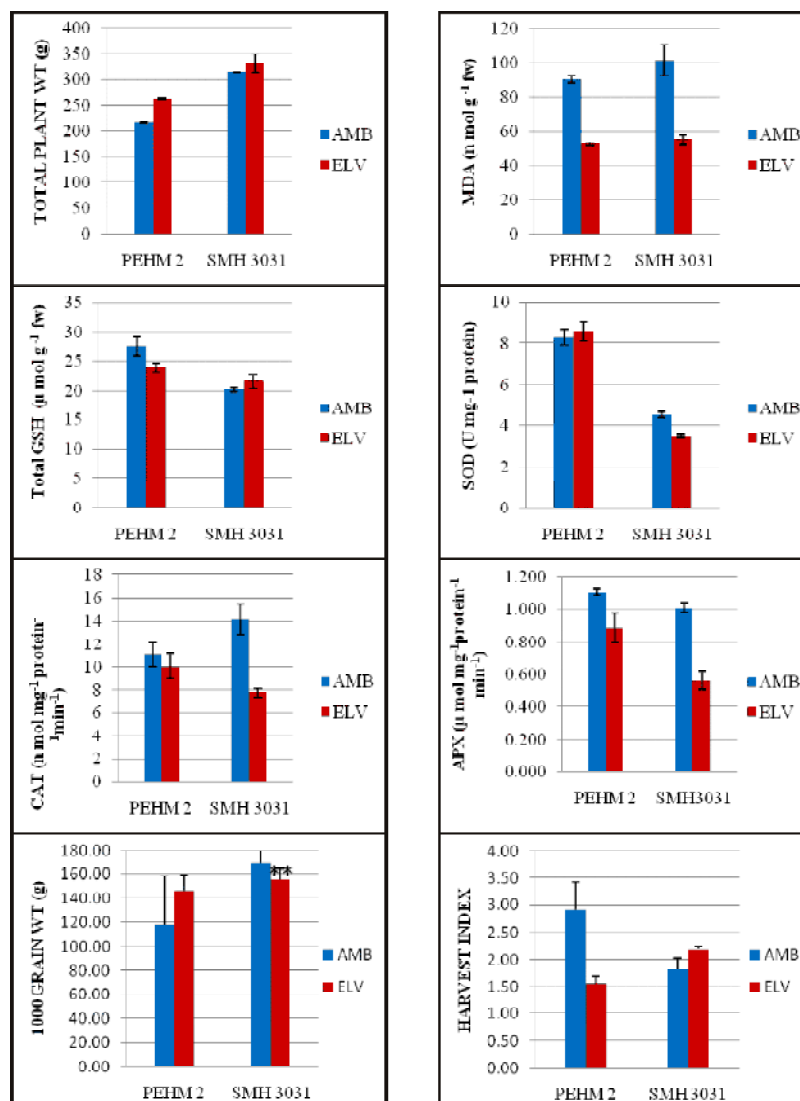 TOTAL PLANT WT (g)
400
350
300
250
200
150
100
50
0
PEHM 2 SMH 3031
AMB
ELV
MDA (n mol g⁻¹ fw)
120
100
80
60
40
20
0
PEHM 2 SMH 3031
AMB
ELV
Total GSH (µ mol g⁻¹ fw)
35
30
25
20
15
10
5
0
PEHM 2 SMH 3031
AMB
ELV
SOD (U mg-1 protein)
10
8
6
4
2
0
PEHM 2 SMH 3031
AMB
ELV
CAT (n mol mg⁻¹ protein⁻
¹min⁻¹)
18
16
14
12
10
8
6
4
2
0
PEHM 2 SMH 3031
AMB
ELV
APX (µ mol mg⁻¹protein⁻¹
min⁻¹)
1.200
1.000
0.800
0.600
0.400
0.200
0.000
PEHM 2 SMH3031
AMB
ELV
1000 GRAIN WT (g)
180.00
160.00
140.00
120.00
100.00
80.00
60.00
40.00
20.00
0.00
**
PEHM 2 SMH 3031
AMB
ELV
HARVEST INDEX
4.00
3.50
3.00
2.50
2.00
1.50
1.00
0.50
0.00
PEHM 2 SMH 3031
AMB
ELV